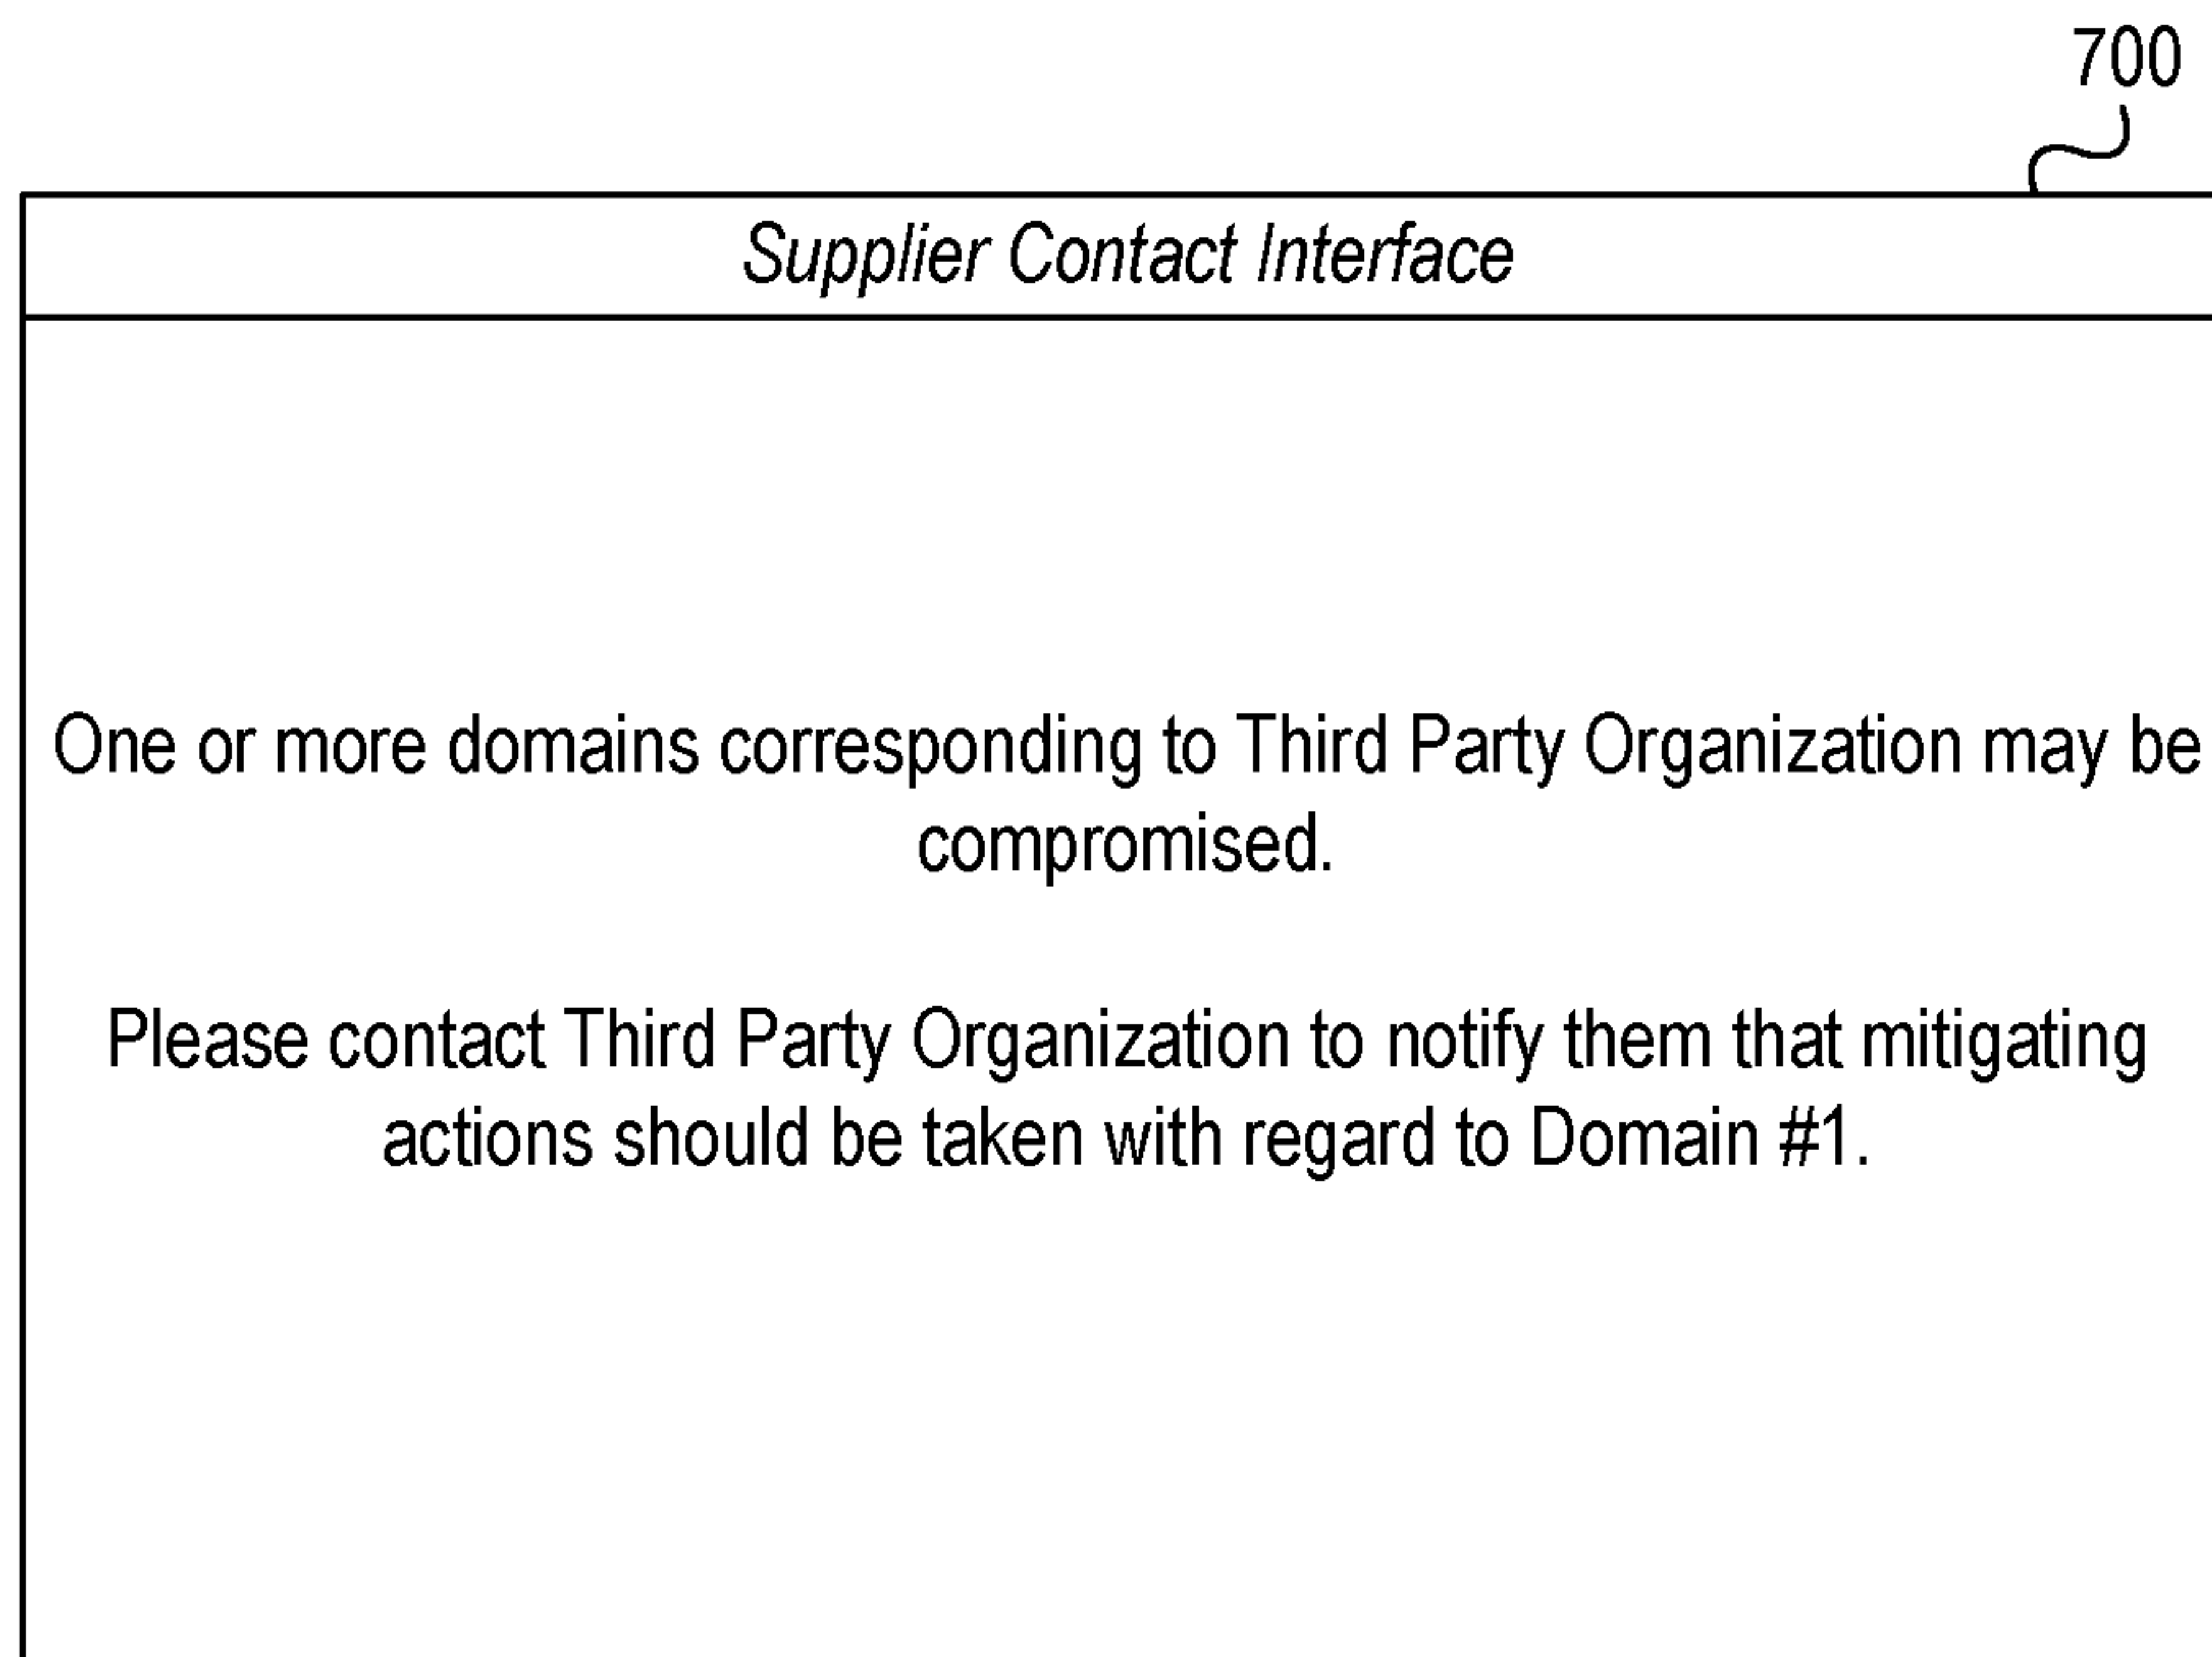 700
Supplier Contact Interface
One or more domains corresponding to Third Party Organization may be
compromised.
Please contact Third Party Organization to notify them that mitigating
actions should be taken with regard to Domain #1.